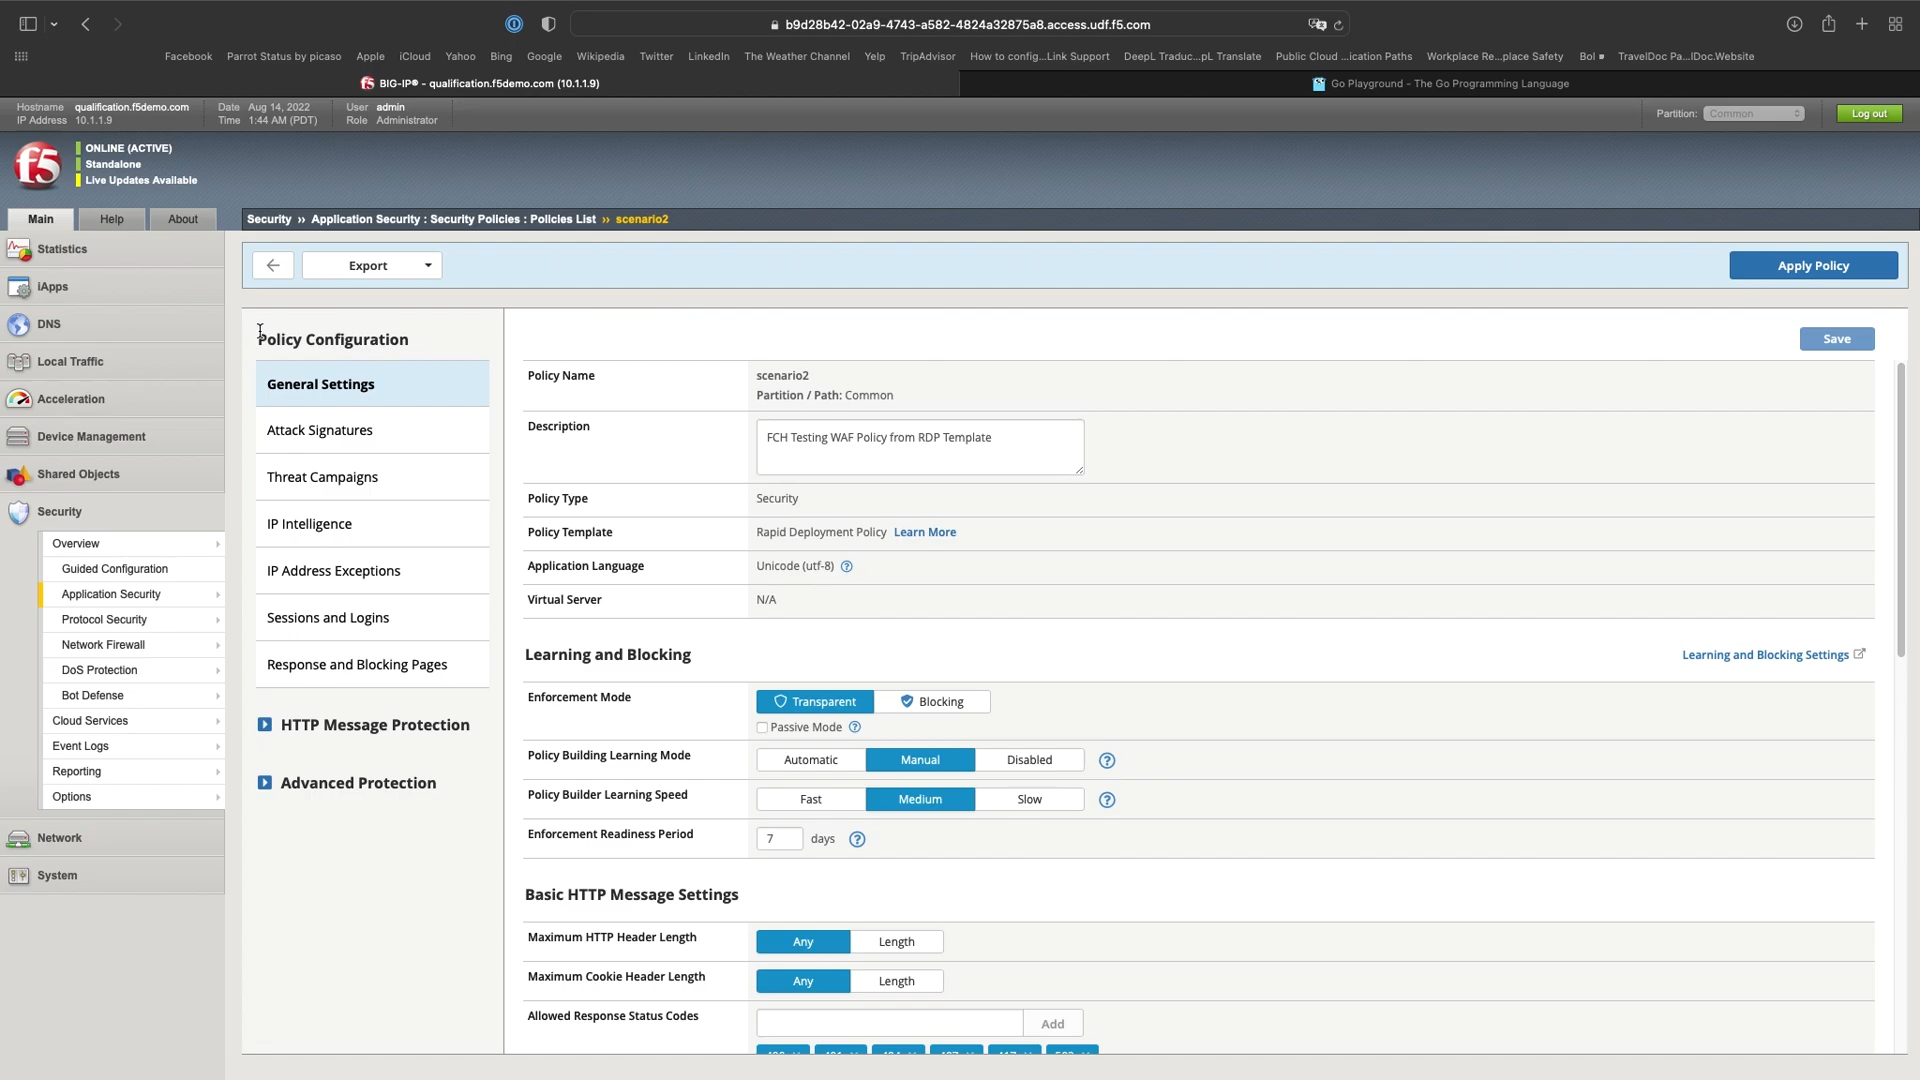 b9d28b42-02a9-4743-a582-4824a32875a8.access.udf.f5.com
Facebook Parrot Status by picaso Apple iCloud Yahoo Bing Google Wikipedia Twitter LinkedIn The Weather Channel Yelp TripAdvisor How to config...Link Support DeepL Traduc...pL Translate Public Cloud ...ication Paths Workplace Re...place Safety Bol TravelDoc Pa...IDoc.Website
BIG-IP® - qualification.f5demo.com (10.1.1.9)
Go Playground - The Go Programming Language
Hostname qualification.f5demo.com Date Aug 14, 2022 User admin
IP Address 10.1.1.9 Time 1:44 AM (PDT) Role Administrator
Partition: Common
Log out
f5
ONLINE (ACTIVE)
Standalone
Live Updates Available
Main Help About
Security ›› Application Security : Security Policies : Policies List ›› scenario2
Statistics
iApps
DNS
Local Traffic
Acceleration
Device Management
Shared Objects
Security
Overview
Guided Configuration
Application Security
Protocol Security
Network Firewall
DoS Protection
Bot Defense
Cloud Services
Event Logs
Reporting
Options
Network
System
Export
Apply Policy
Policy Configuration
General Settings
Attack Signatures
Threat Campaigns
IP Intelligence
IP Address Exceptions
Sessions and Logins
Response and Blocking Pages
HTTP Message Protection
Advanced Protection
Save
Policy Name scenario2
Partition / Path: Common
Description FCH Testing WAF Policy from RDP Template
Policy Type Security
Policy Template Rapid Deployment Policy Learn More
Application Language Unicode (utf-8) ?
Virtual Server N/A
Learning and Blocking
Learning and Blocking Settings
Enforcement Mode Transparent Blocking
Passive Mode ?
Policy Building Learning Mode Automatic Manual Disabled ?
Policy Builder Learning Speed Fast Medium Slow ?
Enforcement Readiness Period 7 days ?
Basic HTTP Message Settings
Maximum HTTP Header Length Any Length
Maximum Cookie Header Length Any Length
Allowed Response Status Codes Add